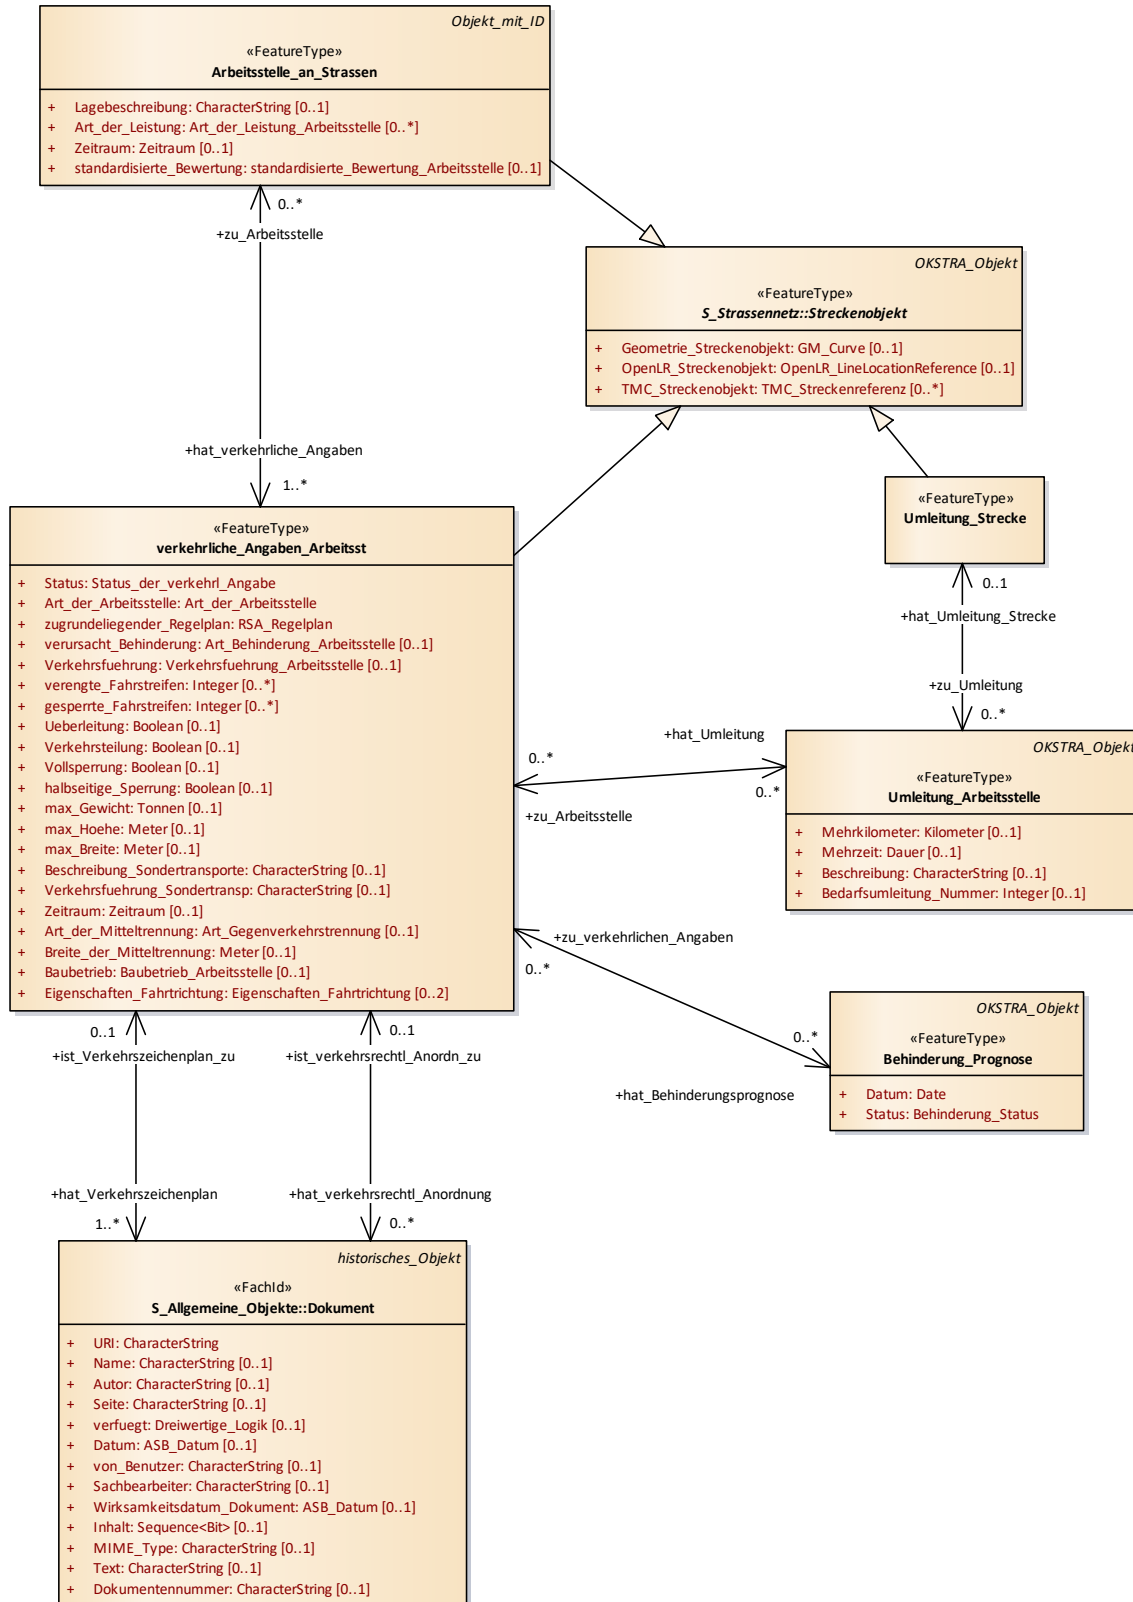 Objekt_mit_ID
«FeatureType»
Arbeitsstelle_an_Strassen
+ Lagebeschreibung: CharacterString [0..1]
+ Art_der_Leistung: Art_der_Leistung_Arbeitsstelle [0..*]
+ Zeitraum: Zeitraum [0..1]
+ standardisierte_Bewertung: standardisierte_Bewertung_Arbeitsstelle [0..1]
0..*
+zu_Arbeitsstelle
OKSTRA_Objekt
«FeatureType»
S_Strassennetz::Streckenobjekt
+ Geometrie_Streckenobjekt: GM_Curve [0..1]
+ OpenLR_Streckenobjekt: OpenLR_LineLocationReference [0..1]
+ TMC_Streckenobjekt: TMC_Streckenreferenz [0..*]
+hat_verkehrliche_Angaben
1..*
«FeatureType»
Umleitung_Strecke
0..1
+hat_Umleitung_Strecke
+zu_Umleitung
0..*
«FeatureType»
verkehrliche_Angaben_Arbeitsst
+ Status: Status_der_verkehrl_Angabe
+ Art_der_Arbeitsstelle: Art_der_Arbeitsstelle
+ zugrundeliegender_Regelplan: RSA_Regelplan
+ verursacht_Behinderung: Art_Behinderung_Arbeitsstelle [0..1]
+ Verkehrsfuehrung: Verkehrsfuehrung_Arbeitsstelle [0..1]
+ verengte_Fahrstreifen: Integer [0..*]
+ gesperrte_Fahrstreifen: Integer [0..*]
+ Ueberleitung: Boolean [0..1]
+ Verkehrsteilung: Boolean [0..1]
+ Vollsperrung: Boolean [0..1]
+ halbseitige_Sperrung: Boolean [0..1]
+ max_Gewicht: Tonnen [0..1]
+ max_Hoehe: Meter [0..1]
+ max_Breite: Meter [0..1]
+ Beschreibung_Sondertransporte: CharacterString [0..1]
+ Verkehrsfuehrung_Sondertransp: CharacterString [0..1]
+ Zeitraum: Zeitraum [0..1]
+ Art_der_Mitteltrennung: Art_Gegenverkehrstrennung [0..1]
+ Breite_der_Mitteltrennung: Meter [0..1]
+ Baubetrieb: Baubetrieb_Arbeitsstelle [0..1]
+ Eigenschaften_Fahrtrichtung: Eigenschaften_Fahrtrichtung [0..2]
+hat_Umleitung
0..*
0..*
+zu_Arbeitsstelle
OKSTRA_Objekt
«FeatureType»
Umleitung_Arbeitsstelle
+ Mehrkilometer: Kilometer [0..1]
+ Mehrzeit: Dauer [0..1]
+ Beschreibung: CharacterString [0..1]
+ Bedarfsumleitung_Nummer: Integer [0..1]
+zu_verkehrlichen_Angaben
0..*
0..*
+hat_Behinderungsprognose
OKSTRA_Objekt
«FeatureType»
Behinderung_Prognose
+ Datum: Date
+ Status: Behinderung_Status
0..1
0..1
+ist_Verkehrszeichenplan_zu
+ist_verkehrsrechtl_Anordn_zu
+hat_Verkehrszeichenplan
+hat_verkehrsrechtl_Anordnung
1..*
0..*
historisches_Objekt
«FachId»
S_Allgemeine_Objekte::Dokument
+ URI: CharacterString
+ Name: CharacterString [0..1]
+ Autor: CharacterString [0..1]
+ Seite: CharacterString [0..1]
+ verfuegt: Dreiwertige_Logik [0..1]
+ Datum: ASB_Datum [0..1]
+ von_Benutzer: CharacterString [0..1]
+ Sachbearbeiter: CharacterString [0..1]
+ Wirksamkeitsdatum_Dokument: ASB_Datum [0..1]
+ Inhalt: Sequence<Bit> [0..1]
+ MIME_Type: CharacterString [0..1]
+ Text: CharacterString [0..1]
+ Dokumentennummer: CharacterString [0..1]